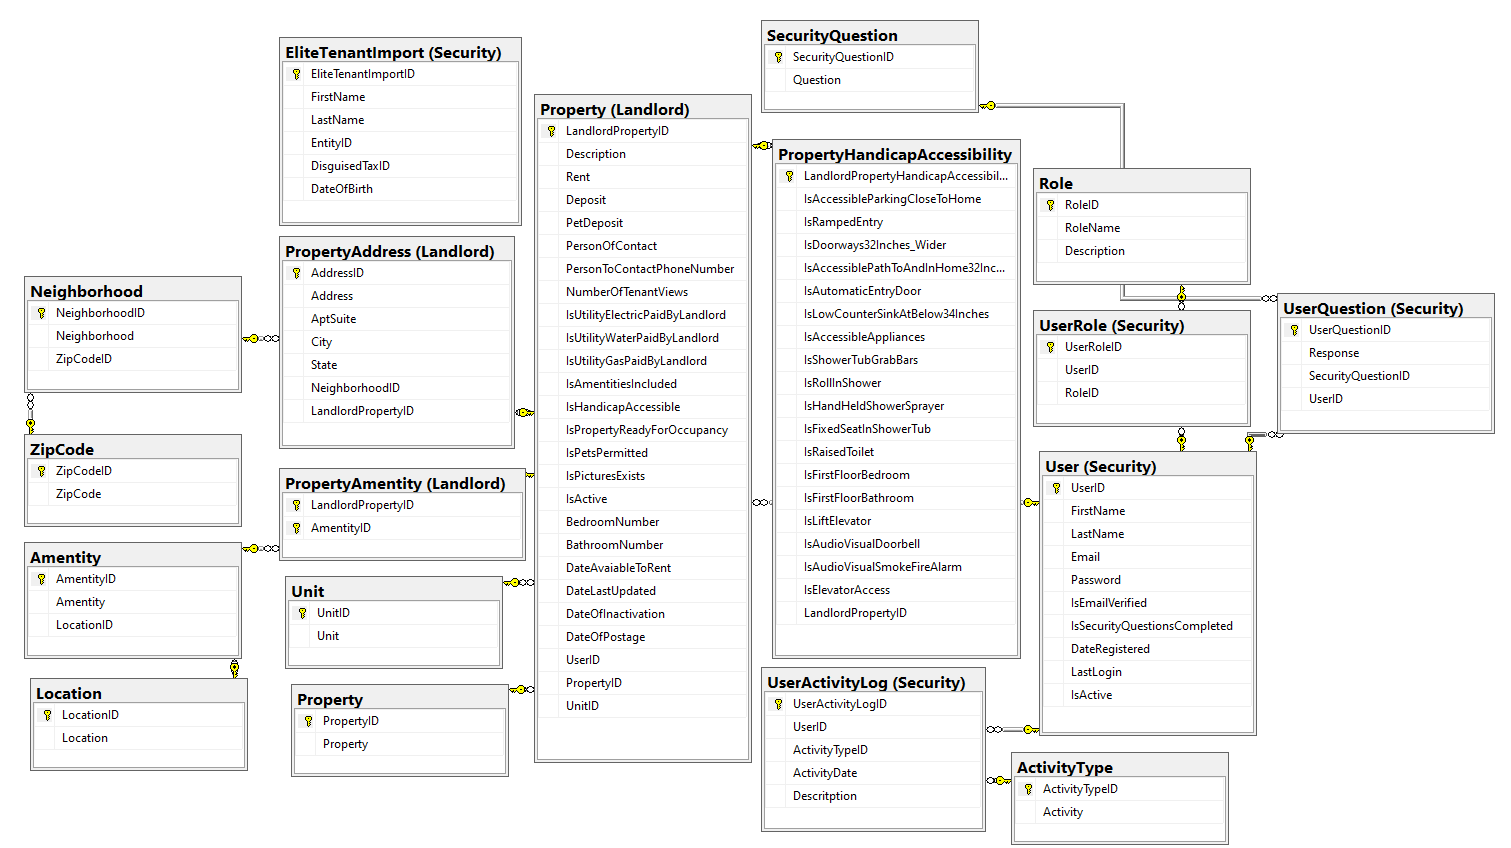 EliteTenantImport (Security)
EliteTenantImportID
FirstName
LastName
EntityID
DisguisedTaxID
DateOfBirth
PropertyAddress (Landlord)
AddressID
Address
AptSuite
City
State
NeighborhoodID
LandlordPropertyID
Neighborhood
NeighborhoodID
Neighborhood
ZipCodeID
ZipCode
ZipCodeID
ZipCode
PropertyAmentity (Landlord)
LandlordPropertyID
AmentityID
Amentity
AmentityID
Amentity
LocationID
Location
LocationID
Location
Unit
UnitID
Unit
Property
PropertyID
Property
Property (Landlord)
LandlordPropertyID
Description
Rent
Deposit
PetDeposit
PersonOfContact
PersonToContactPhoneNumber
NumberOfTenantViews
IsUtilityElectricPaidByLandlord
IsUtilityWaterPaidByLandlord
IsUtilityGasPaidByLandlord
IsAmentitiesIncluded
IsHandicapAccessible
IsPropertyReadyForOccupancy
IsPetsPermitted
IsPicturesExists
IsActive
BedroomNumber
BathroomNumber
DateAvaiableToRent
DateLastUpdated
DateOfInactivation
DateOfPostage
UserID
PropertyID
UnitID
SecurityQuestion
SecurityQuestionID
Question
PropertyHandicapAccessibility
LandlordPropertyHandicapAccessibil...
IsAccessibleParkingCloseToHome
IsRampedEntry
IsDoorways32Inches_Wider
IsAccessiblePathToAndInHome32Inc...
IsAutomaticEntryDoor
IsLowCounterSinkAtBelow34Inches
IsAccessibleAppliances
IsShowerTubGrabBars
IsRollInShower
IsHandHeldShowerSprayer
IsFixedSeatInShowerTub
IsRaisedToilet
IsFirstFloorBedroom
IsFirstFloorBathroom
IsLiftElevator
IsAudioVisualDoorbell
IsAudioVisualSmokeFireAlarm
IsElevatorAccess
LandlordPropertyID
Role
RoleID
RoleName
Description
UserRole (Security)
UserRoleID
UserID
RoleID
UserQuestion (Security)
UserQuestionID
Response
SecurityQuestionID
UserID
User (Security)
UserID
FirstName
LastName
Email
Password
IsEmailVerified
IsSecurityQuestionsCompleted
DateRegistered
LastLogin
IsActive
UserActivityLog (Security)
UserActivityLogID
UserID
ActivityTypeID
ActivityDate
Descritption
ActivityType
ActivityTypeID
Activity